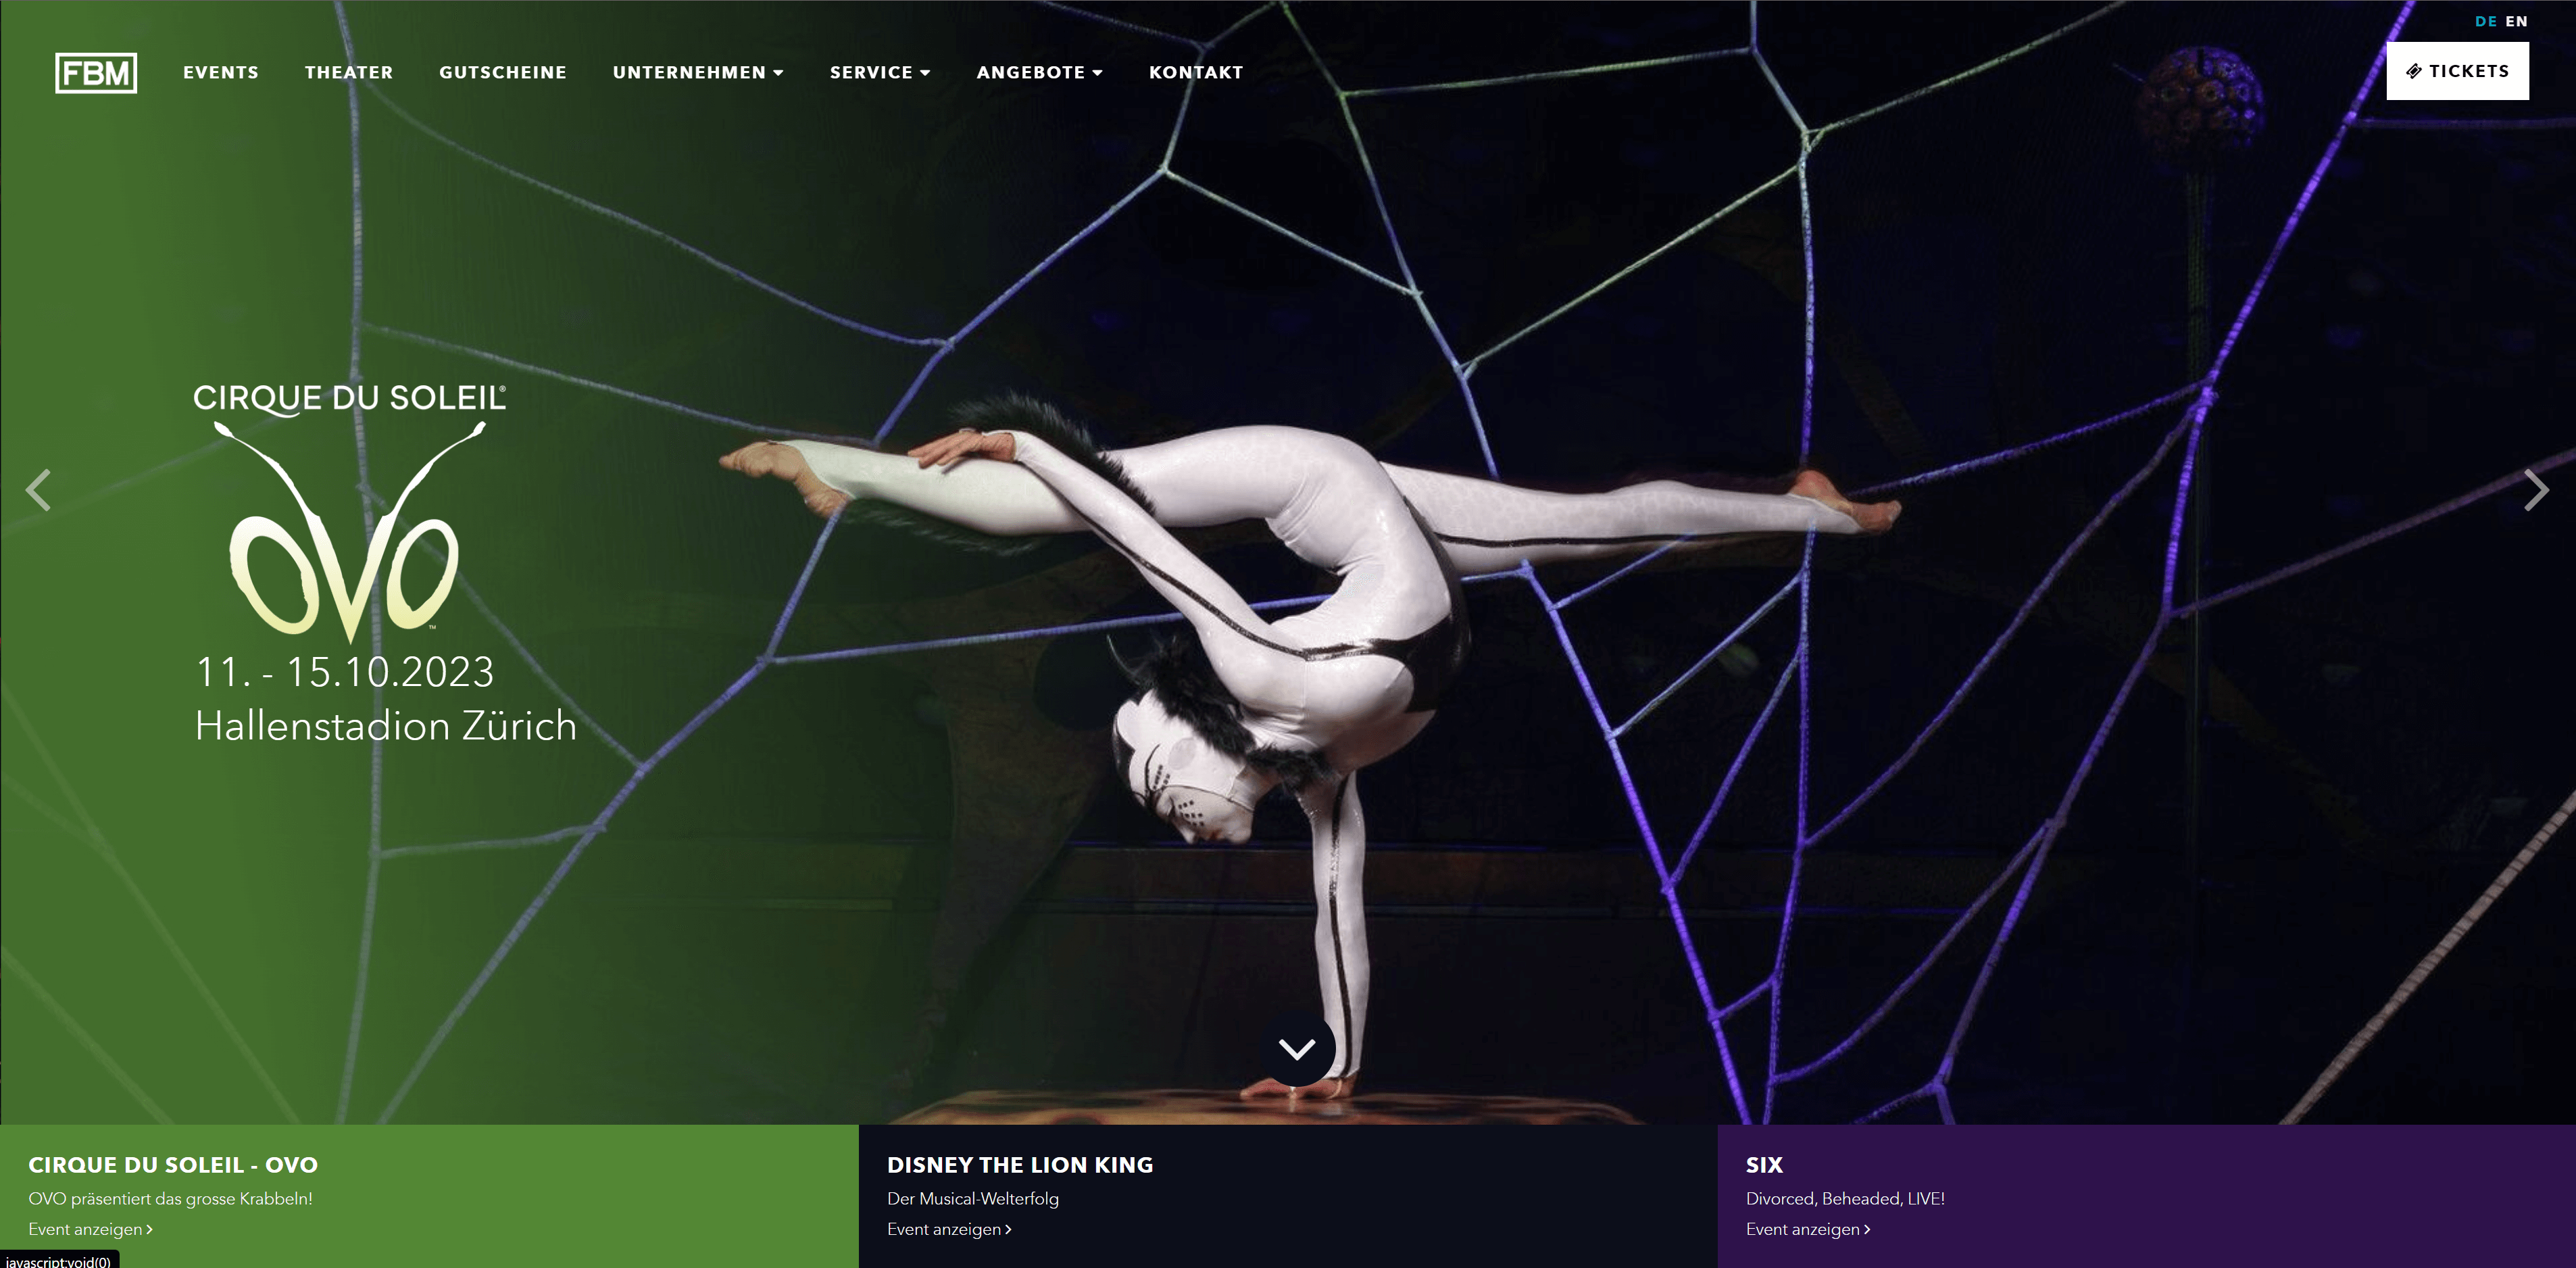 DE EN
FBM
EVENTS THEATER GUTSCHEINE UNTERNEHMEN SERVICE ANGEBOTE KONTAKT
TICKETS
CIRQUE DU SOLEIL®
OVO™
11. - 15.10.2023
Hallenstadion Zürich
CIRQUE DU SOLEIL - OVO
OVO präsentiert das grosse Krabbeln!
Event anzeigen >
DISNEY THE LION KING
Der Musical-Welterfolg
Event anzeigen >
SIX
Divorced, Beheaded, LIVE!
Event anzeigen >
javascript:void(0)